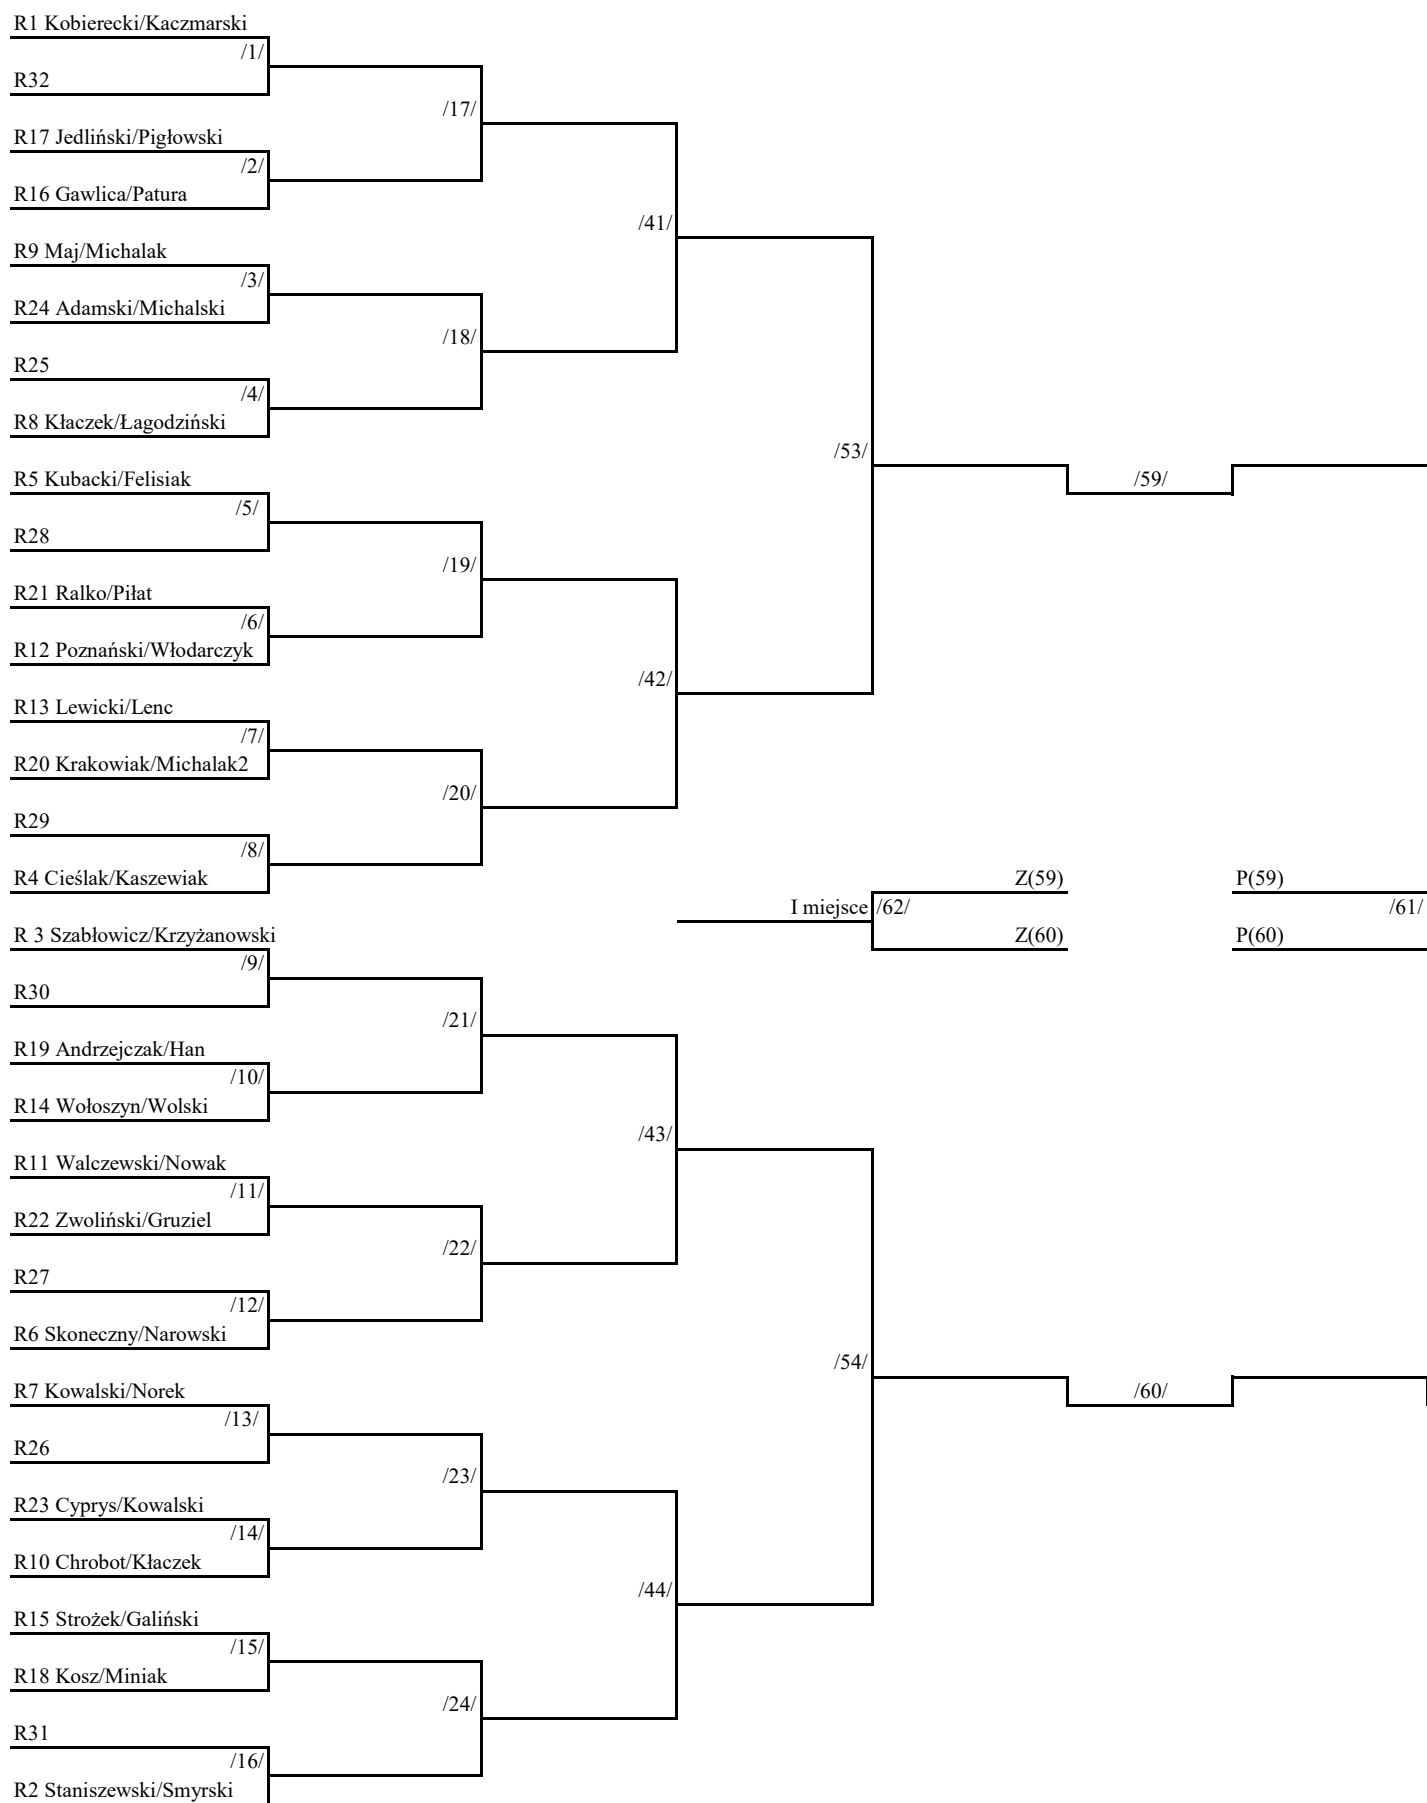 R1 Kobierecki/Kaczmarski
/1/
R32
/17/
R17 Jedliński/Pigłowski
/2/
R16 Gawlica/Patura
/41/
R9 Maj/Michalak
/3/
R24 Adamski/Michalski
/18/
R25
/4/
R8 Kłaczek/Łagodziński
/53/
/59/
R5 Kubacki/Felisiak
/5/
R28
/19/
R21 Ralko/Piłat
/6/
R12 Poznański/Włodarczyk
/42/
R13 Lewicki/Lenc
/7/
R20 Krakowiak/Michalak2
/20/
R29
/8/
R4 Cieślak/Kaszewiak
Z(59)
P(59)
I miejsce /62/
/61/
Z(60)
P(60)
R 3 Szabłowicz/Krzyżanowski
/9/
R30
/21/
R19 Andrzejczak/Han
/10/
R14 Wołoszyn/Wolski
/43/
R11 Walczewski/Nowak
/11/
R22 Zwoliński/Gruziel
/22/
R27
/12/
R6 Skoneczny/Narowski
/54/
/60/
R7 Kowalski/Norek
/13/
R26
/23/
R23 Cyprys/Kowalski
/14/
R10 Chrobot/Kłaczek
/44/
R15 Strożek/Galiński
/15/
R18 Kosz/Miniak
/24/
R31
/16/
R2 Staniszewski/Smyrski